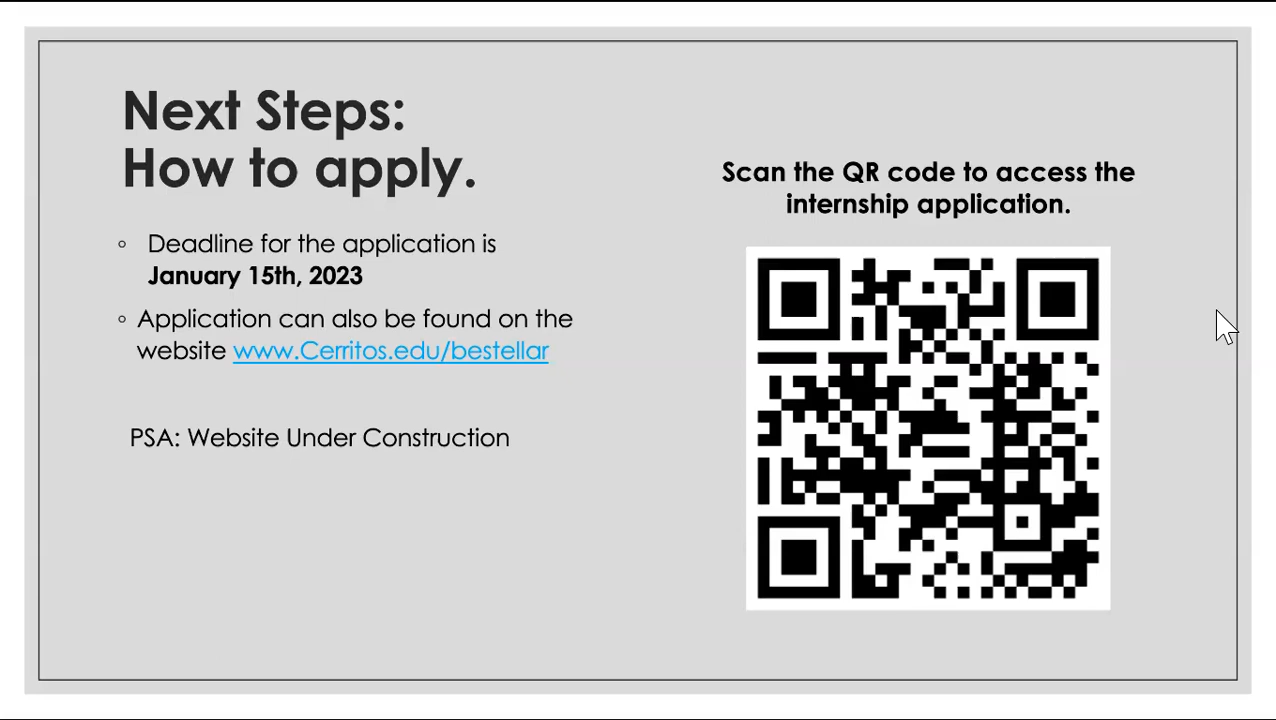 Next Steps:
How to apply.
Deadline for the application is
January 15th, 2023
Application can also be found on the
website www.Cerritos.edu/bestellar
PSA: Website Under Construction
Scan the QR code to access the
internship application.